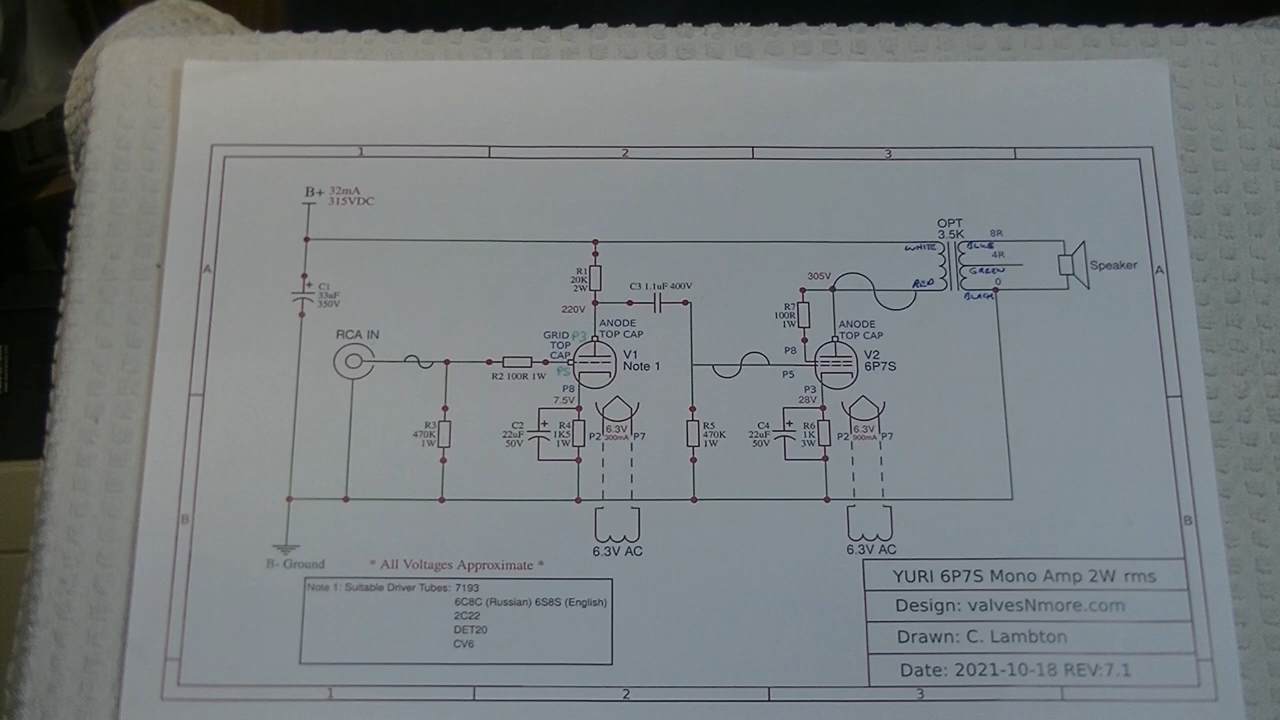 1
2
3
A
A
B
B
B+ 32mA
315VDC
C1
33uF
350V
+
RCA IN
R1
20K
2W
220V
C3 1.1uF 400V
GRID P3
TOP
CAP
P5
ANODE
TOP CAP
V1
Note 1
R2 100R 1W
P8
7.5V
R3
470K
1W
C2
22uF
50V
+
R4
1K5
1W
P2
6.3V
300mA
P7
6.3V AC
R5
470K
1W
305V
R7
100R
1W
P8
P5
ANODE
TOP CAP
V2
6P7S
P3
28V
C4
22uF
50V
+
R6
1K
3W
P2
6.3V
900mA
P7
6.3V AC
OPT
3.5K
WHITE
RED
8R
BLUE
4R
GREEN
0
BLACK
Speaker
B- Ground
* All Voltages Approximate *
Note 1: Suitable Driver Tubes: 7193
6C8C (Russian) 6S8S (English)
2C22
DET20
CV6
YURI 6P7S Mono Amp 2W rms
Design: valvesNmore.com
Drawn: C. Lambton
Date: 2021-10-18 REV:7.1
1
2
3